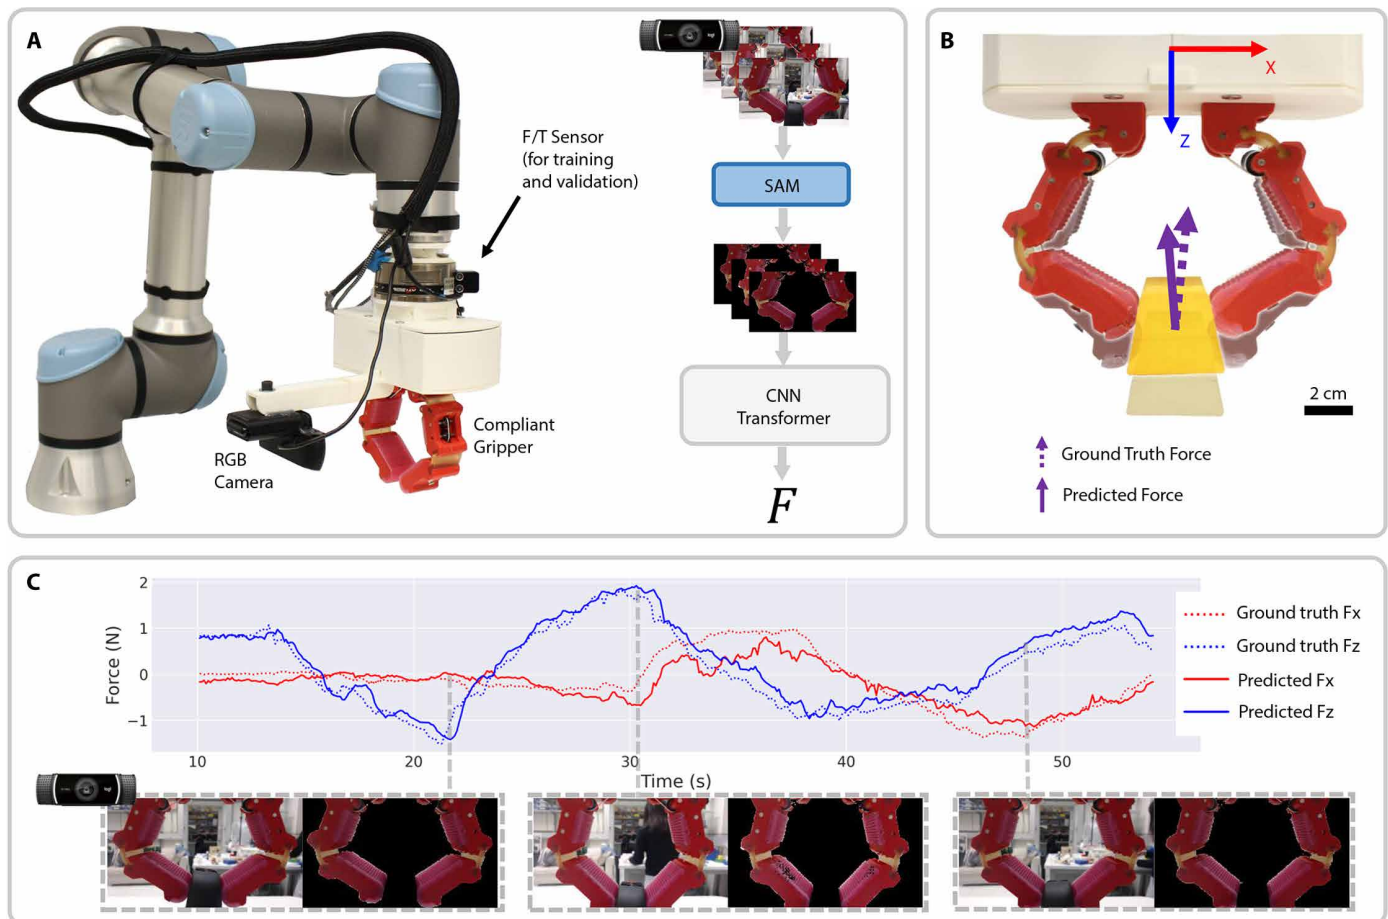 A
F/T Sensor
(for training
and validation)
RGB
Camera
Compliant
Gripper
SAM
CNN
Transformer
F
B
X
Z
2 cm
Ground Truth Force
Predicted Force
C
Force (N)
2
1
0
−1
10
20
30
40
50
Time (s)
Ground truth Fx
Ground truth Fz
Predicted Fx
Predicted Fz